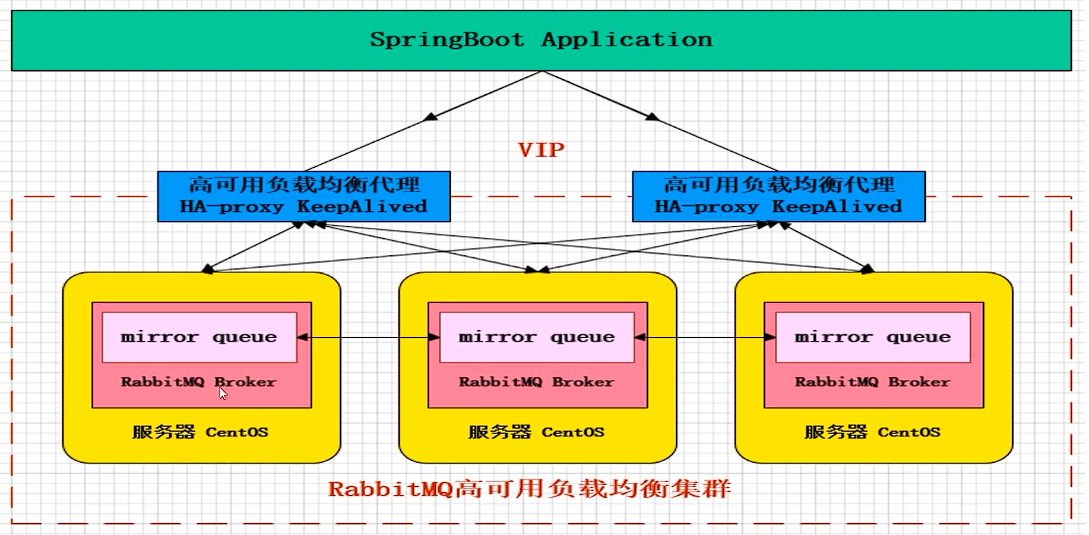 SpringBoot Application
VIP
高可用负载均衡代理
HA-proxy KeepAlived
高可用负载均衡代理
HA-proxy KeepAlived
mirror queue
RabbitMQ Broker
服务器 CentOS
mirror queue
RabbitMQ Broker
服务器 CentOS
mirror queue
RabbitMQ Broker
服务器 CentOS
RabbitMQ高可用负载均衡集群